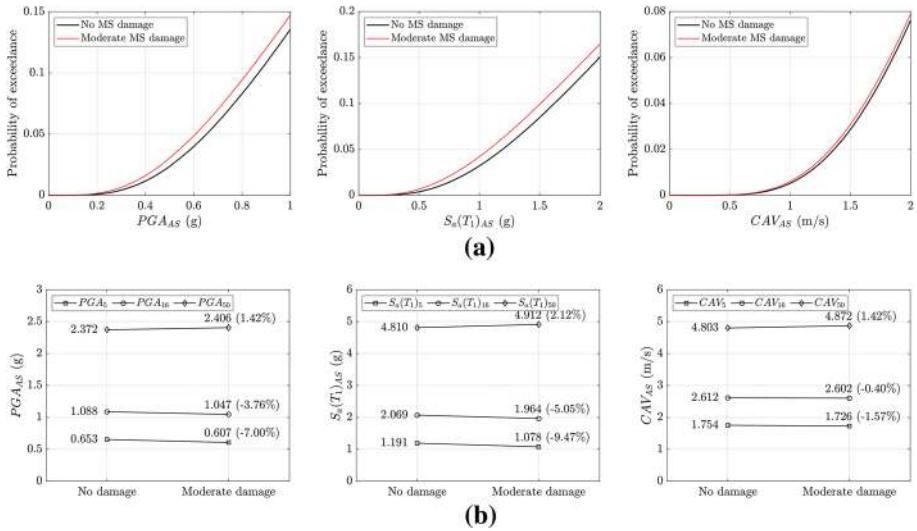 No MS damage
Moderate MS damage
Probability of exceedance
0.15
0.1
0.05
0
0 0.2 0.4 0.6 0.8 1
PGA_AS (g)
No MS damage
Moderate MS damage
Probability of exceedance
0.2
0.15
0.1
0.05
0
0 0.5 1 1.5 2
S_a(T_1)_AS (g)
No MS damage
Moderate MS damage
Probability of exceedance
0.08
0.06
0.04
0.02
0
0 0.5 1 1.5 2
CAV_AS (m/s)
(a)
PGA_5 PGA_16 PGA_50
PGA_AS (g)
3
2.5
2
1.5
1
0.5
0
2.372 2.406 (1.42%)
1.088 1.047 (-3.76%)
0.653 0.607 (-7.00%)
No damage Moderate damage
S_a(T_1)_5 S_a(T_1)_16 S_a(T_1)_50
S_a(T_1)_AS (g)
6
5
4
3
2
1
0
4.810 4.912 (2.12%)
2.069 1.964 (-5.05%)
1.191 1.078 (-9.47%)
No damage Moderate damage
CAV_5 CAV_16 CAV_50
CAV_AS (m/s)
6
4
2
0
4.803 4.872 (1.42%)
2.612 2.602 (-0.40%)
1.754 1.726 (-1.57%)
No damage Moderate damage
(b)